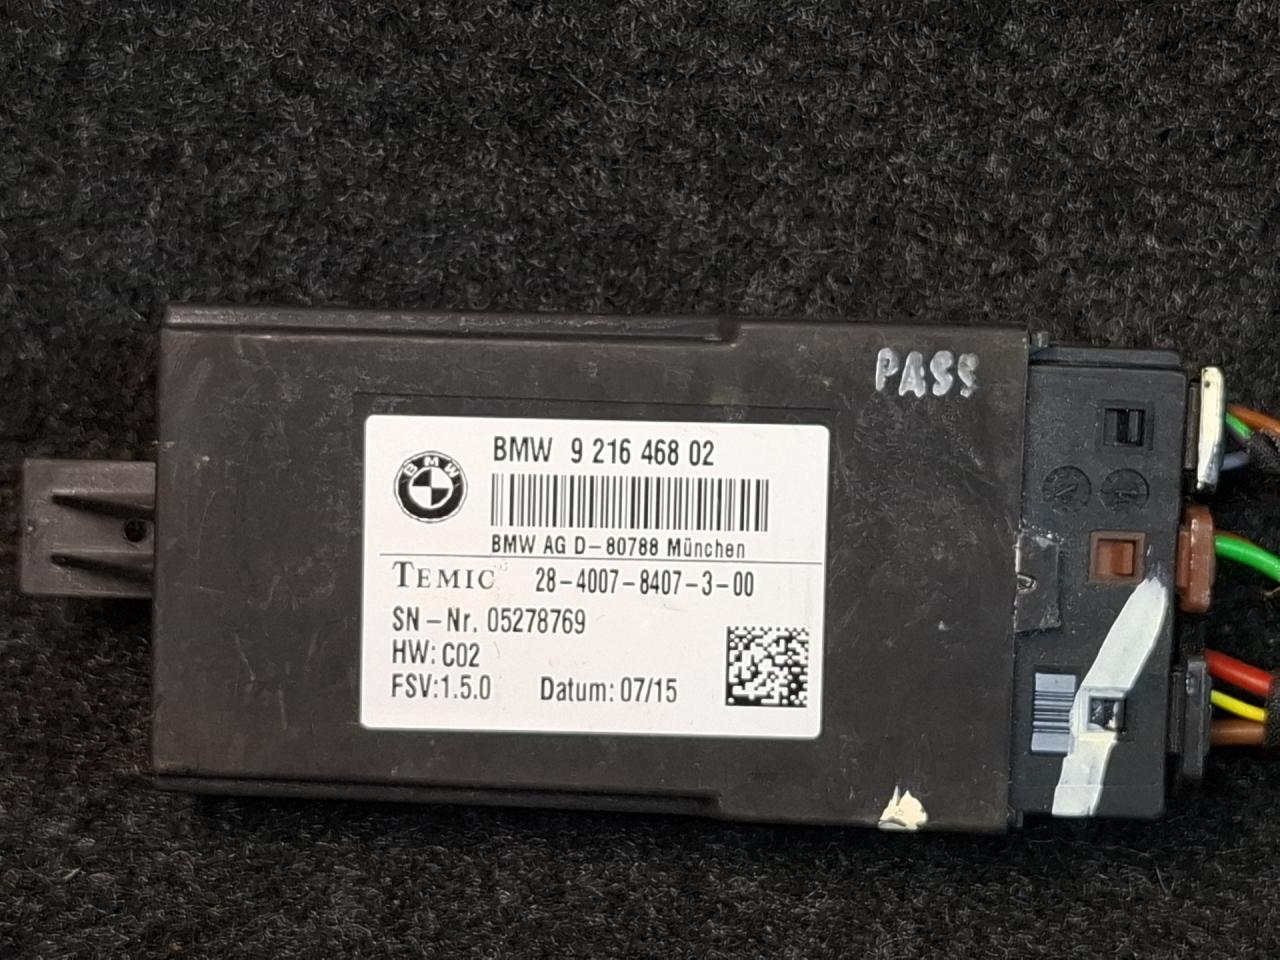 PASS
BMW 9 216 468 02
BMW
BMW AG D-80788 München
TEMIC 28-4007-8407-3-00
SN-Nr. 05278769
HW: C02
FSV:1.5.0 Datum: 07/15